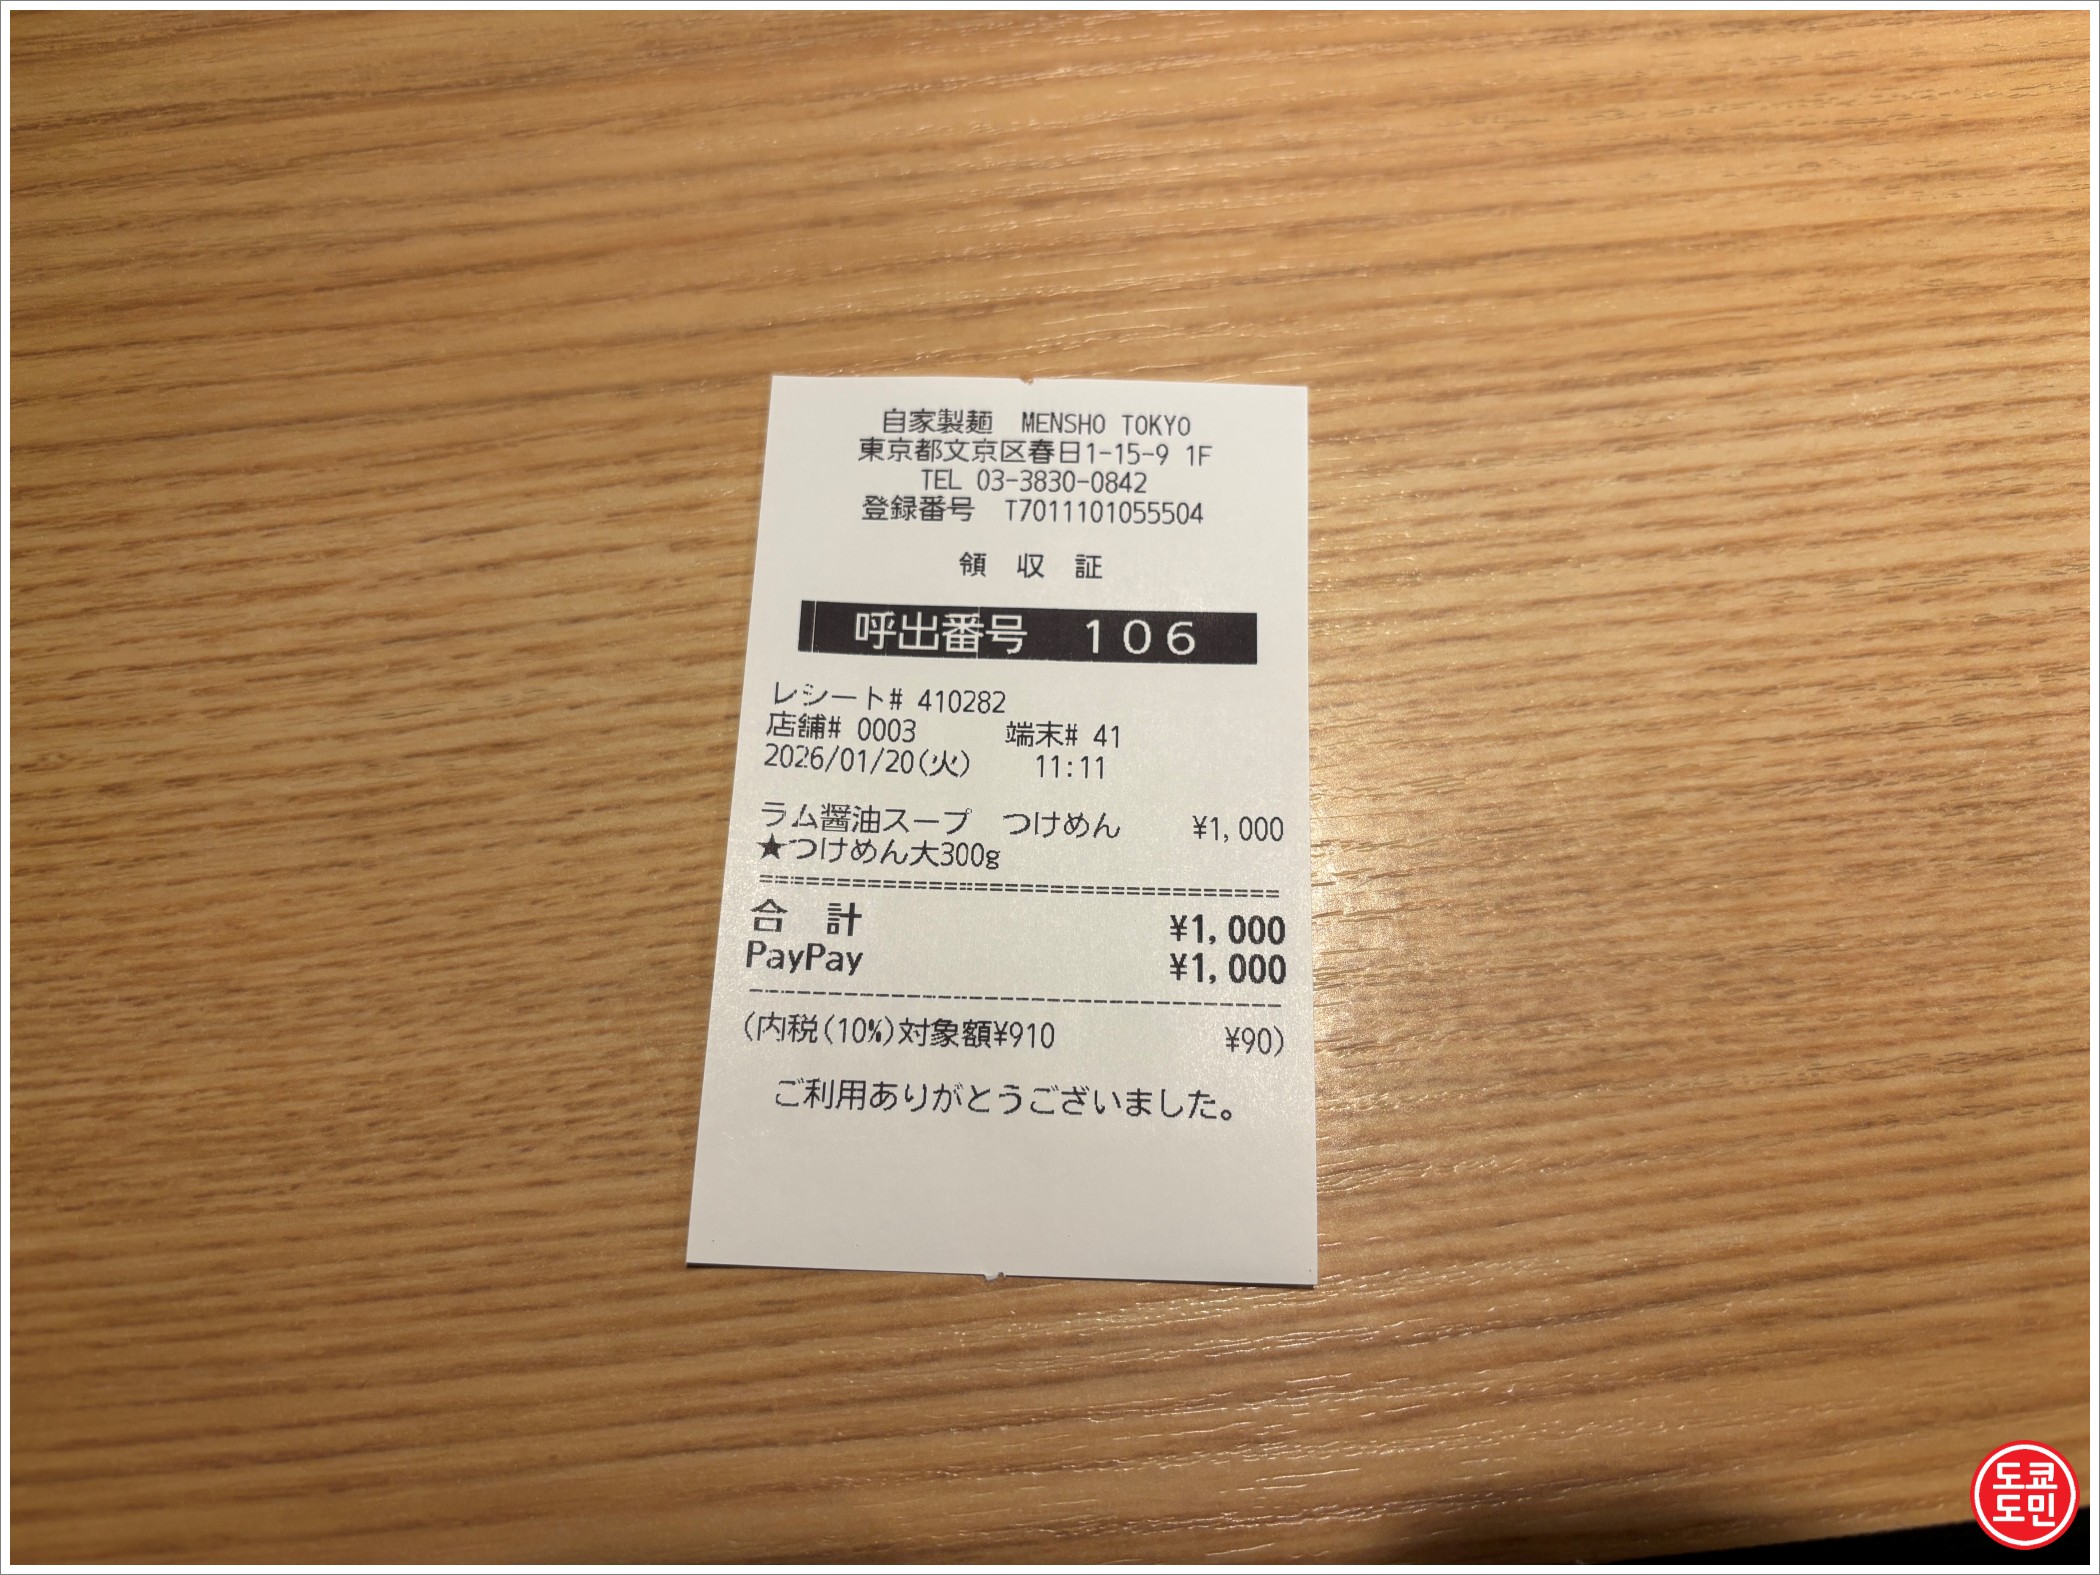 自家製麺 MENSHO TOKYO
東京都文京区春日1-15-9 1F
TEL 03-3830-0842
登録番号 T7011101055504
領 収 証
呼出番号 106
レシート# 410282
店舗# 0003 端末# 41
2026/01/20(火) 11:11
ラム醤油スープ つけめん ¥1,000
★つけめん大300g
合 計 ¥1,000
PayPay ¥1,000
(内税(10%)対象額¥910 ¥90)
ご利用ありがとうございました。
도쿄
도민